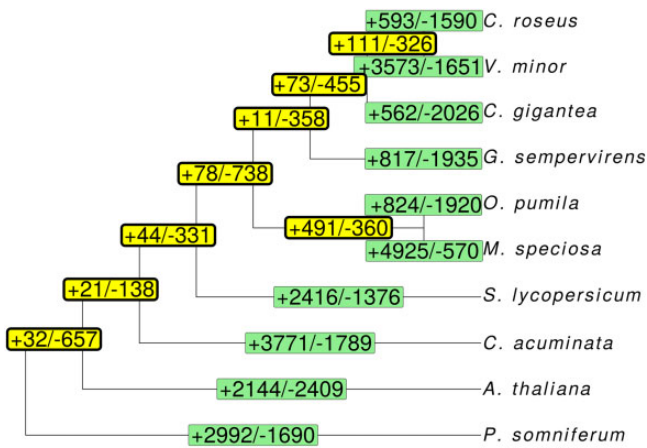 +593/-1590 C. roseus
+111/-326
+3573/-1651 V. minor
+73/-455
+562/-2026 C. gigantea
+11/-358
+817/-1935 G. sempervirens
+78/-738
+824/-1920 O. pumila
+491/-360
+44/-331
+4925/-570 M. speciosa
+21/-138
+2416/-1376 S. lycopersicum
+32/-657
+3771/-1789 C. acuminata
+2144/-2409 A. thaliana
+2992/-1690 P. somniferum